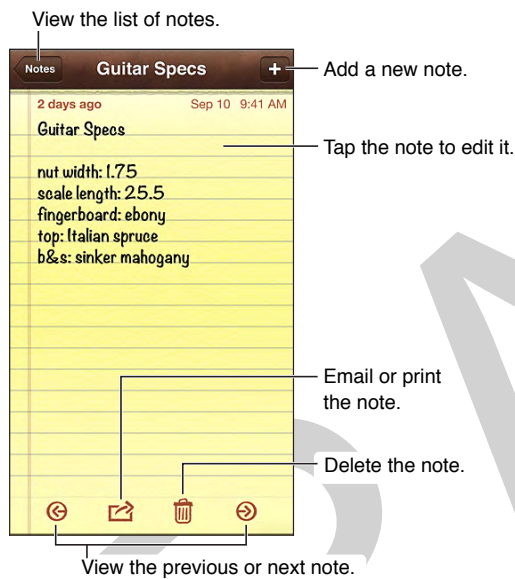 View the list of notes.
Notes Guitar Specs +
Add a new note.
2 days ago Sep 10 9:41 AM
Guitar Specs
Tap the note to edit it.
nut width: 1.75
scale length: 25.5
fingerboard: ebony
top: Italian spruce
b&s: sinker mahogany
Email or print
the note.
Delete the note.
View the previous or next note.